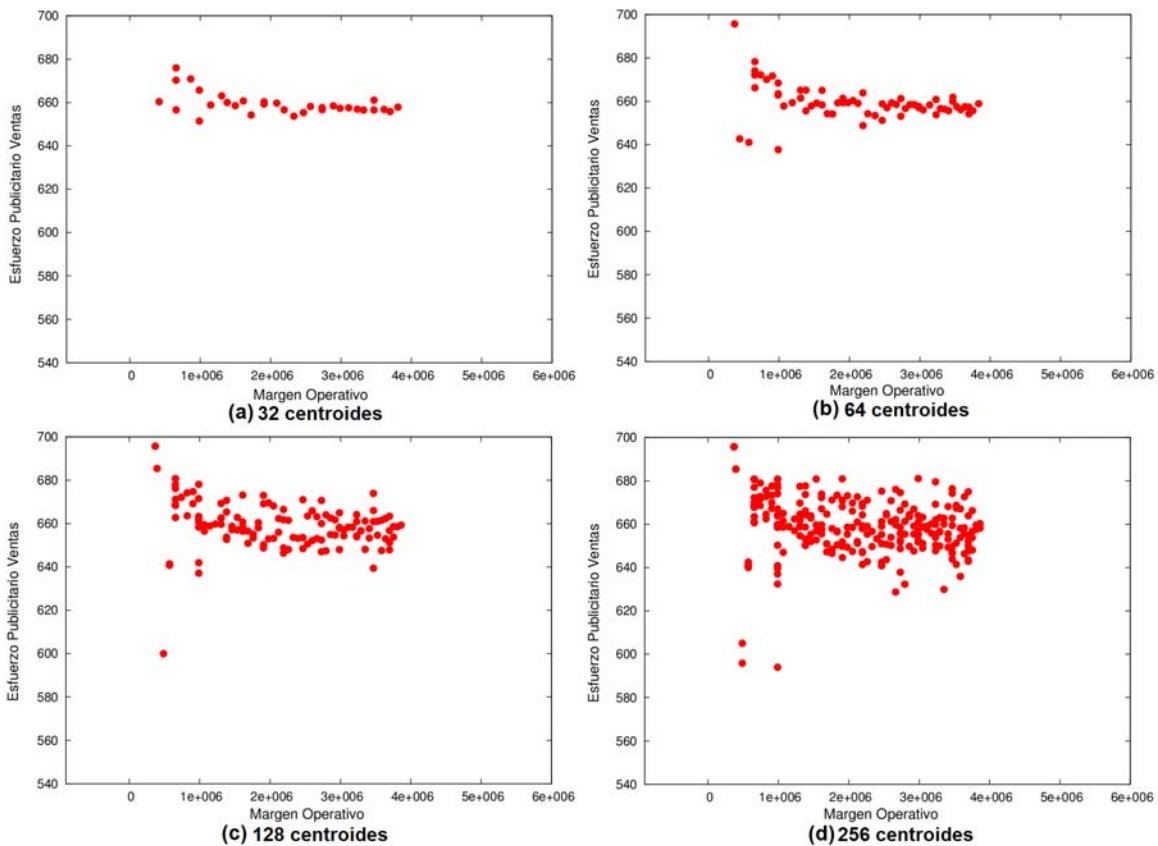 700
680
660
640
620
600
580
560
540
Esfuerzo Publicitario Ventas
0 1e+006 2e+006 3e+006 4e+006 5e+006 6e+006
Margen Operativo
(a) 32 centroides
700
680
660
640
620
600
580
560
540
Esfuerzo Publicitario Ventas
0 1e+006 2e+006 3e+006 4e+006 5e+006 6e+006
Margen Operativo
(b) 64 centroides
700
680
660
640
620
600
580
560
540
Esfuerzo Publicitario Ventas
0 1e+006 2e+006 3e+006 4e+006 5e+006 6e+006
Margen Operativo
(c) 128 centroides
700
680
660
640
620
600
580
560
540
Esfuerzo Publicitario Ventas
0 1e+006 2e+006 3e+006 4e+006 5e+006 6e+006
Margen Operativo
(d) 256 centroides